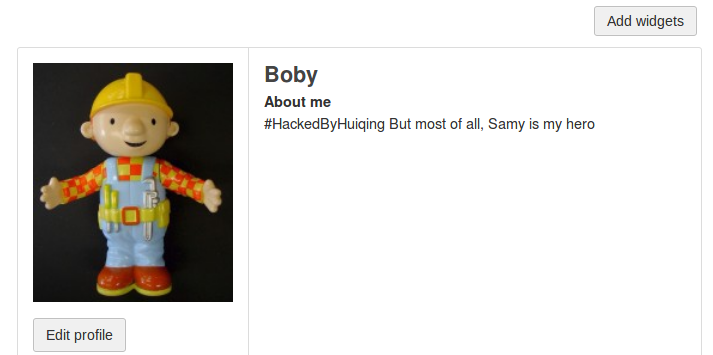 Add widgets
Boby
About me
#HackedByHuiqing But most of all, Samy is my hero
Edit profile